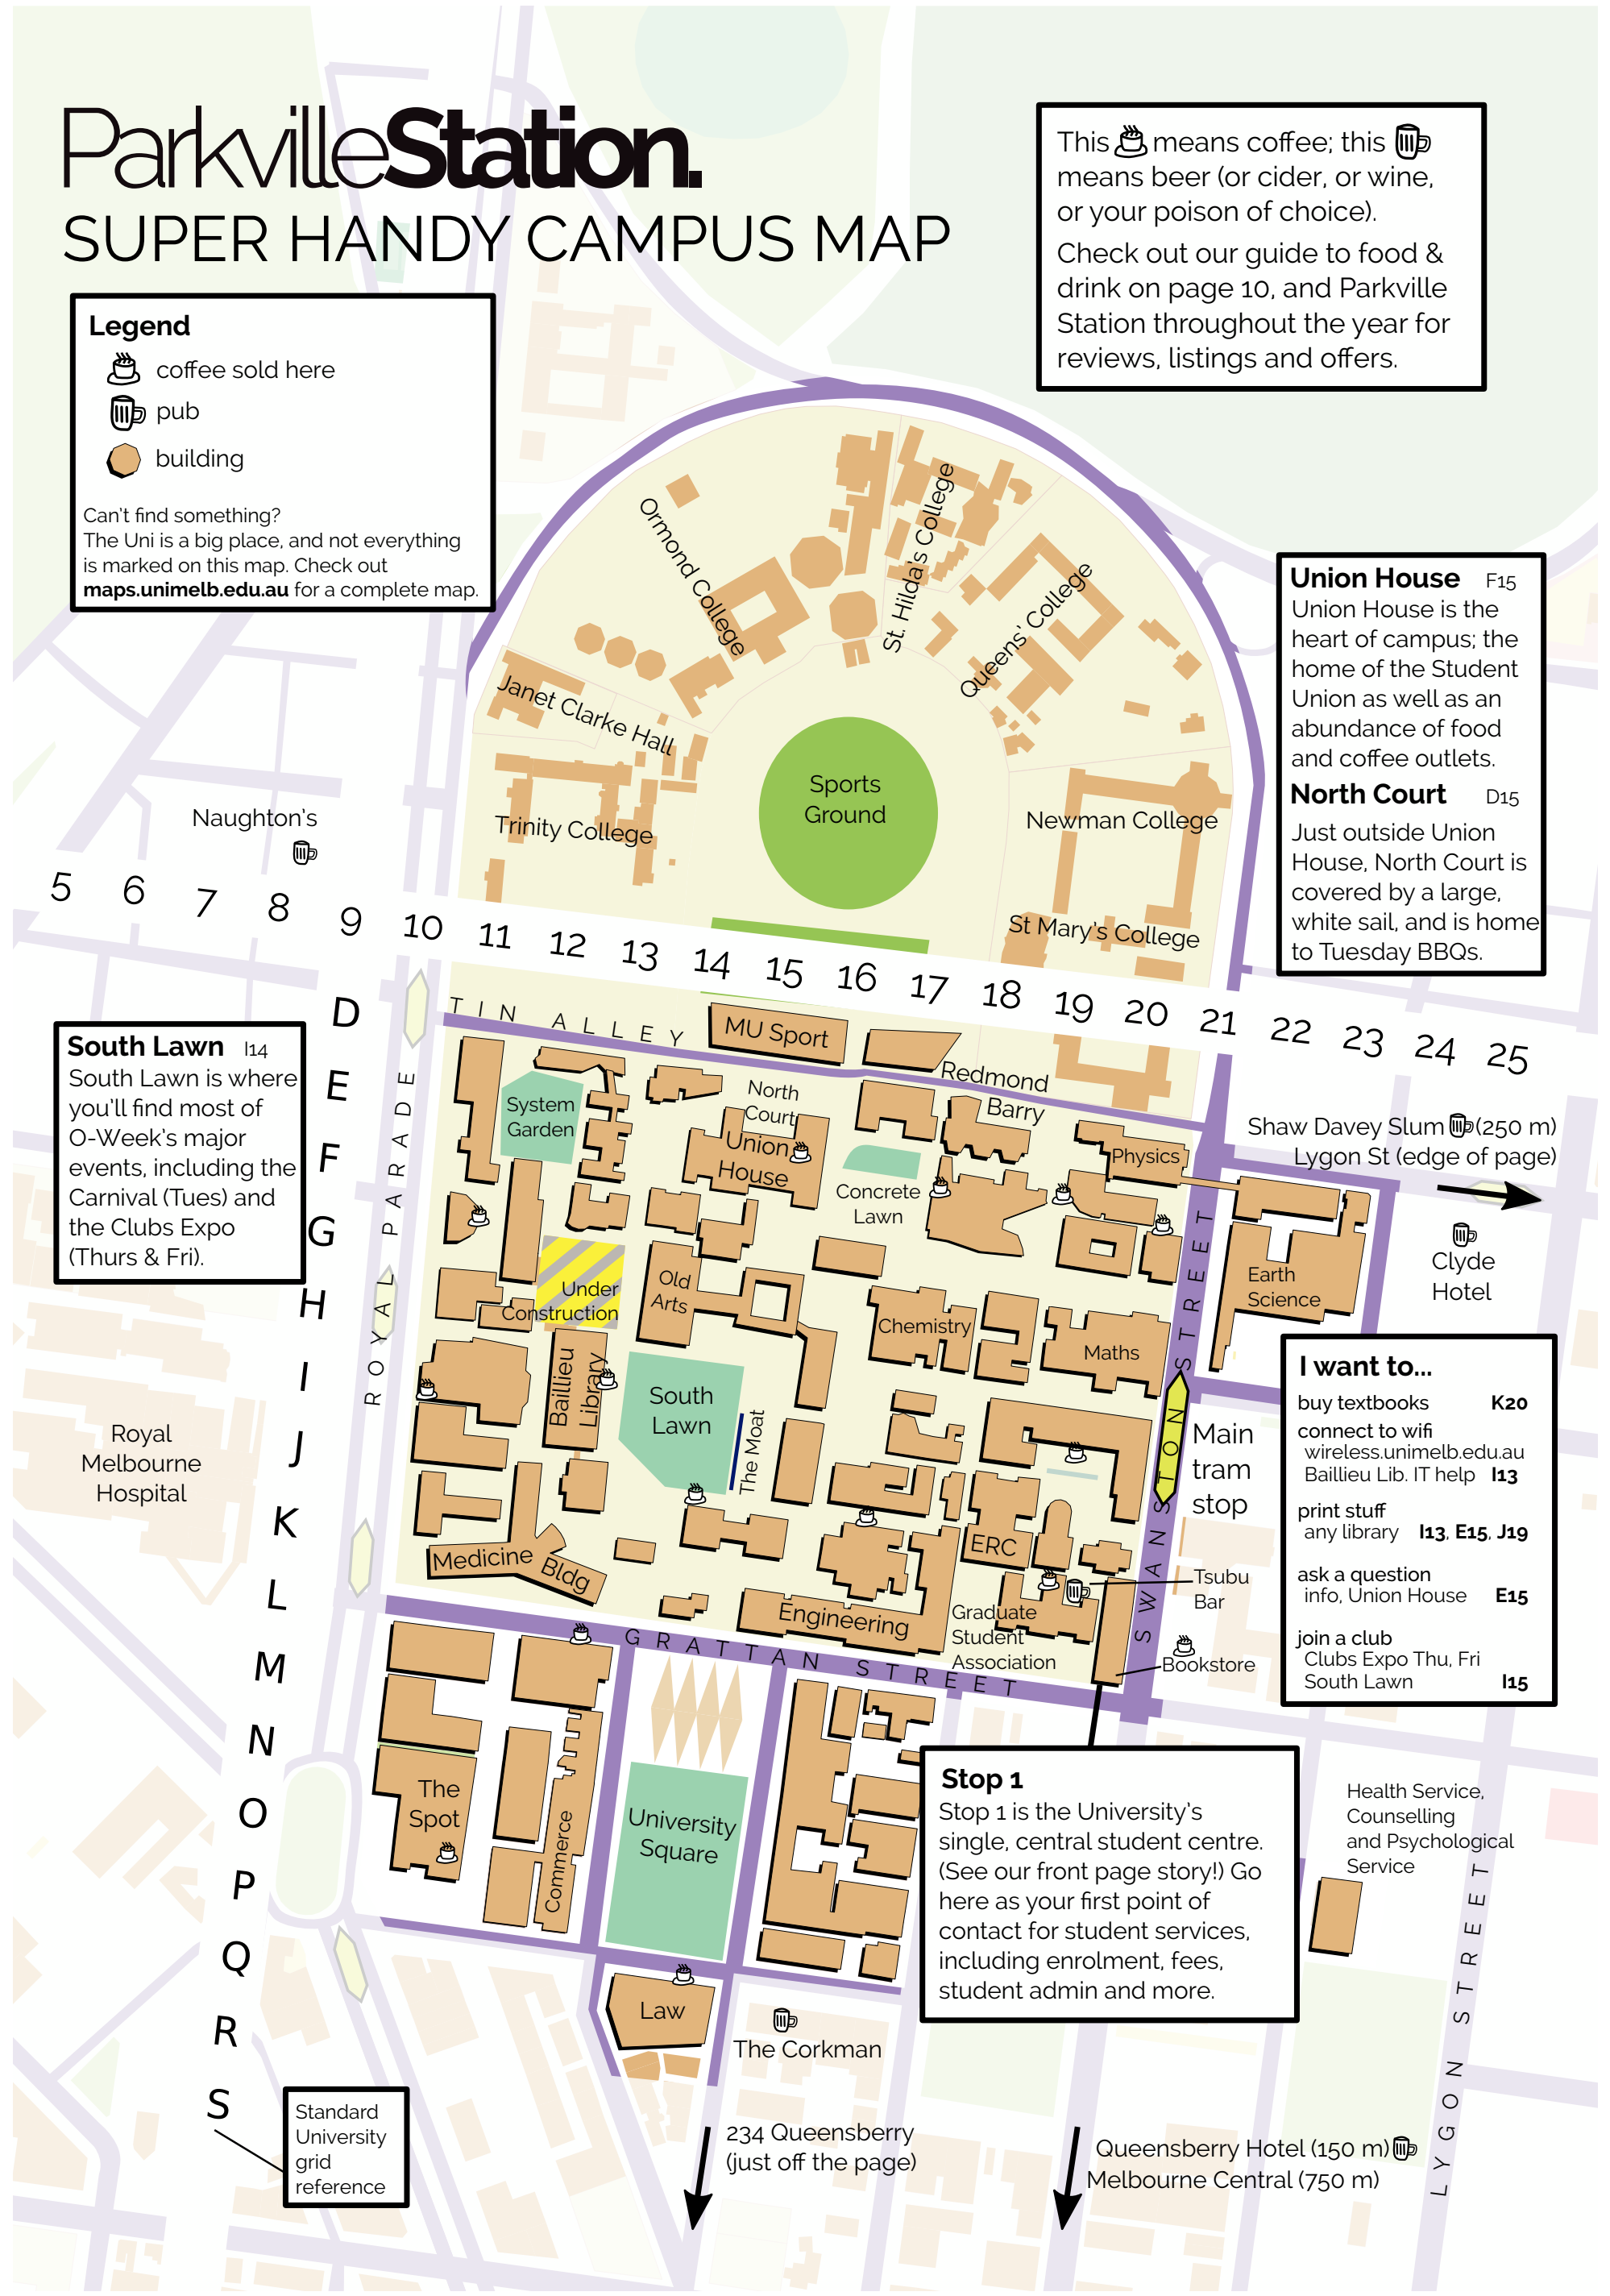 ParkvilleStation.
SUPER HANDY CAMPUS MAP
This means coffee; this
means beer (or cider, or wine,
or your poison of choice).
Check out our guide to food &
drink on page 10, and Parkville
Station throughout the year for
reviews, listings and offers.
Legend
coffee sold here
pub
building
Can't find something?
The Uni is a big place, and not everything
is marked on this map. Check out
maps.unimelb.edu.au for a complete map.
Ormond College
St. Hilda's College
Queens' College
Janet Clarke Hall
Trinity College
Sports
Ground
Newman College
St Mary's College
Union House F15
Union House is the
heart of campus; the
home of the Student
Union as well as an
abundance of food
and coffee outlets.
North Court D15
Just outside Union
House, North Court is
covered by a large,
white sail, and is home
to Tuesday BBQs.
Naughton's
5 6 7 8 9 10 11 12 13 14 15 16 17 18 19 20 21 22 23 24 25
D
E
F
G
H
I
J
K
L
M
N
O
P
Q
R
S
South Lawn I14
South Lawn is where
you'll find most of
O-Week's major
events, including the
Carnival (Tues) and
the Clubs Expo
(Thurs & Fri).
TIN ALLEY
ROYAL PARADE
MU Sport
Redmond
Barry
North
Court
System
Garden
Union
House
Concrete
Lawn
Physics
Shaw Davey Slum (250 m)
Lygon St (edge of page)
Clyde
Hotel
Earth
Science
Under
Construction
Old
Arts
Chemistry
Maths
Baillieu
Library
South
Lawn
The Moat
Royal
Melbourne
Hospital
SWANSTON STREET
Main
tram
stop
I want to...
buy textbooks K20
connect to wifi
wireless.unimelb.edu.au
Baillieu Lib. IT help I13
print stuff
any library I13, E15, J19
ask a question
info, Union House E15
join a club
Clubs Expo Thu, Fri
South Lawn I15
Medicine
Bldg
ERC
Engineering
Graduate
Student
Association
Tsubu
Bar
Bookstore
GRATTAN STREET
The
Spot
Commerce
University
Square
Stop 1
Stop 1 is the University's
single, central student centre.
(See our front page story!) Go
here as your first point of
contact for student services,
including enrolment, fees,
student admin and more.
Health Service,
Counselling
and Psychological
Service
LYGON STREET
Law
The Corkman
Standard
University
grid
reference
234 Queensberry
(just off the page)
Queensberry Hotel (150 m)
Melbourne Central (750 m)